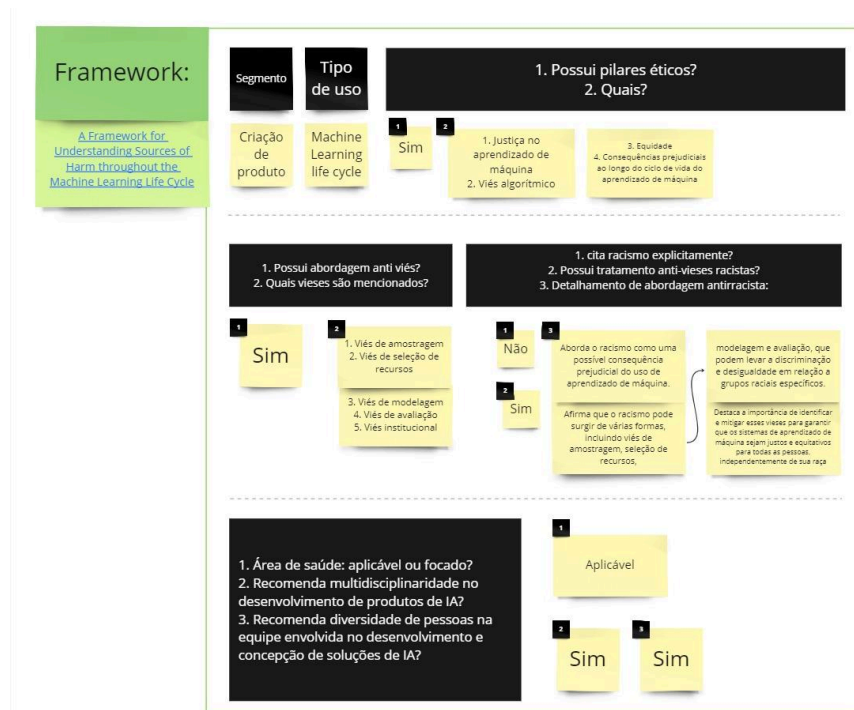 Framework:
A Framework for
Understanding Sources of
Harm throughout the
Machine Learning Life Cycle
Segmento
Tipo
de uso
1. Possui pilares éticos?
2. Quais?
Criação
de
produto
Machine
Learning
life cycle
1
Sim
2
1. Justiça no
aprendizado de
máquina
2. Viés algorítmico
3. Equidade
4. Consequências prejudiciais
ao longo do ciclo de vida do
aprendizado de máquina
1. Possui abordagem anti viés?
2. Quais vieses são mencionados?
1. cita racismo explicitamente?
2. Possui tratamento anti-vieses racistas?
3. Detalhamento de abordagem antirracista:
1
Sim
2
1. Viés de amostragem
2. Viés de seleção de
recursos
3. Viés de modelagem
4. Viés de avaliação
5. Viés institucional
1
Não
2
Sim
3
Aborda o racismo como uma
possível consequência
prejudicial do uso de
aprendizado de máquina.
Afirma que o racismo pode
surgir de várias formas,
incluindo viés de
amostragem, seleção de
recursos,
modelagem e avaliação, que
podem levar a discriminação
e desigualdade em relação a
grupos raciais específicos.
Destaca a importância de identificar
e mitigar esses vieses para garantir
que os sistemas de aprendizado de
máquina sejam justos e equitativos
para todas as pessoas,
independentemente de sua raça
1. Área de saúde: aplicável ou focado?
2. Recomenda multidisciplinaridade no
desenvolvimento de produtos de IA?
3. Recomenda diversidade de pessoas na
equipe envolvida no desenvolvimento e
concepção de soluções de IA?
1
Aplicável
2
Sim
3
Sim